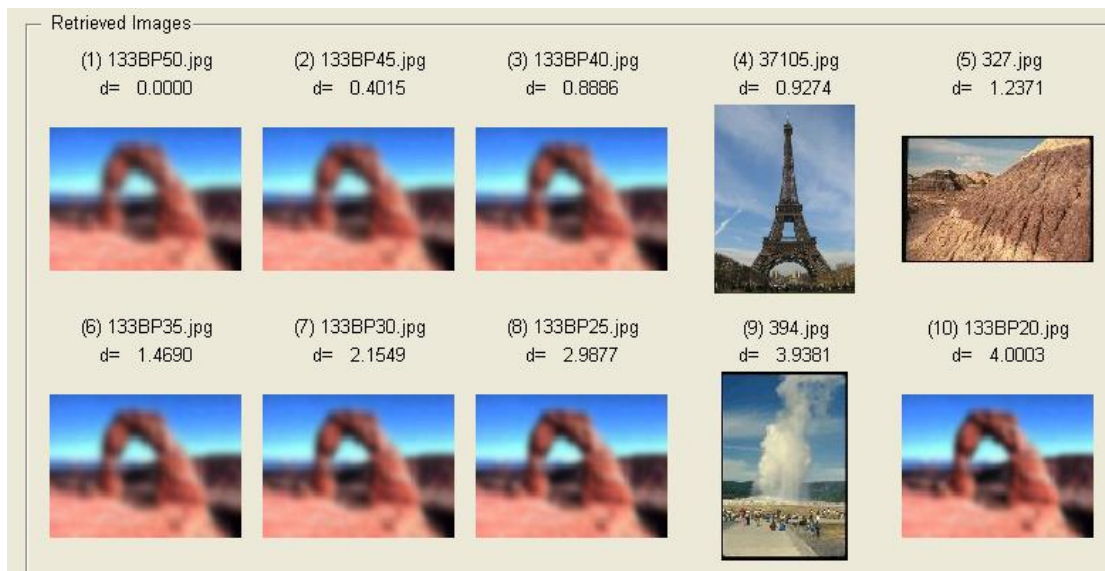 Retrieved Images
(1) 133BP50.jpg
d= 0.0000
(2) 133BP45.jpg
d= 0.4015
(3) 133BP40.jpg
d= 0.8886
(4) 37105.jpg
d= 0.9274
(5) 327.jpg
d= 1.2371
(6) 133BP35.jpg
d= 1.4690
(7) 133BP30.jpg
d= 2.1549
(8) 133BP25.jpg
d= 2.9877
(9) 394.jpg
d= 3.9381
(10) 133BP20.jpg
d= 4.0003